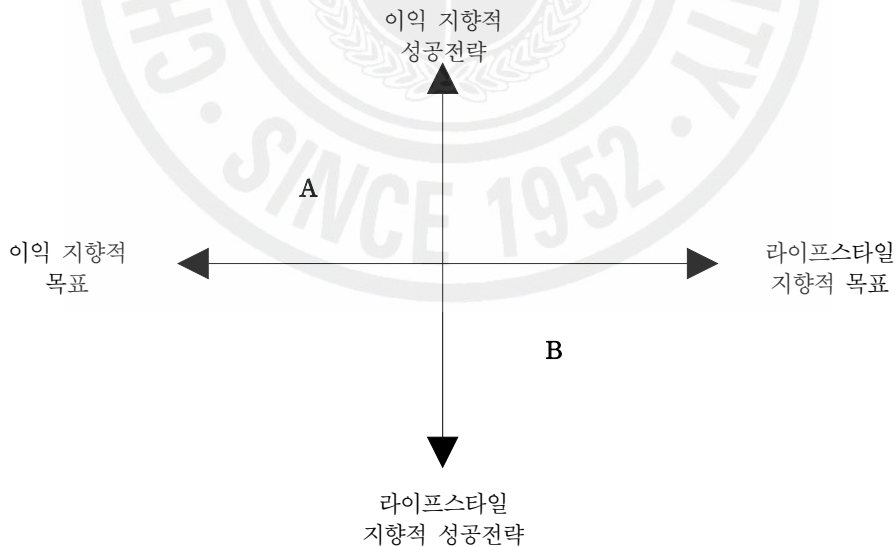 이익 지향적
성공전략
A
이익 지향적
목표
라이프스타일
지향적 목표
B
라이프스타일
지향적 성공전략
SINCE 1952